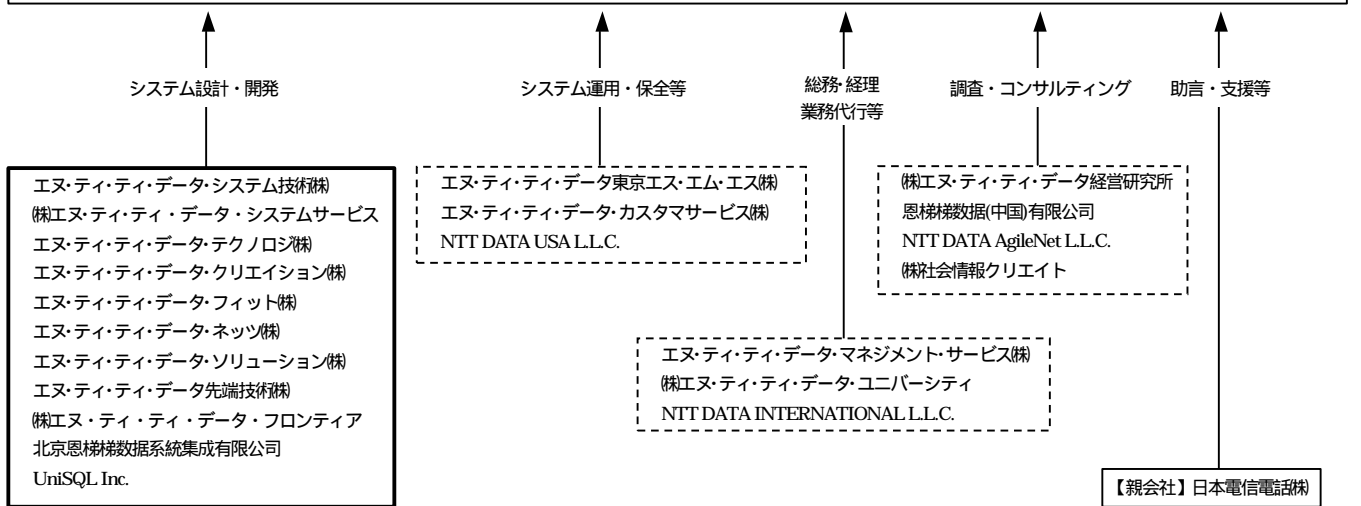 システム設計・開発
システム運用・保全等
総務・経理
業務代行等
調査・コンサルティング
助言・支援等
エヌ・ティ・ティ・データ・システム技術㈱
㈱エヌ・ティ・ティ・データ・システムサービス
エヌ・ティ・ティ・データ・テクノロジ㈱
エヌ・ティ・ティ・データ・クリエイション㈱
エヌ・ティ・ティ・データ・フィット㈱
エヌ・ティ・ティ・データ・ネッツ㈱
エヌ・ティ・ティ・データ・ソリューション㈱
エヌ・ティ・ティ・データ先端技術㈱
㈱エヌ・ティ・ティ・データ・フロンティア
北京恩梯梯数据系統集成有限公司
UniSQL Inc.
エヌ・ティ・ティ・データ東京エス・エム・エス㈱
エヌ・ティ・ティ・データ・カスタマサービス㈱
NTT DATA USA L.L.C.
エヌ・ティ・ティ・データ・マネジメント・サービス㈱
㈱エヌ・ティ・ティ・データ・ユニバーシティ
NTT DATA INTERNATIONAL L.L.C.
㈱エヌ・ティ・ティ・データ経営研究所
恩梯梯数据(中国)有限公司
NTT DATA AgileNet L.L.C.
㈱社会情報クリエイト
【親会社】日本電信電話㈱